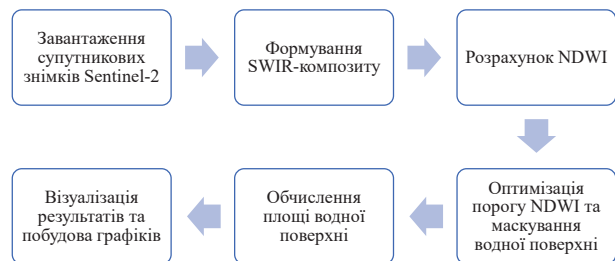 Завантаження
супутникових
знімків Sentinel-2
Формування
SWIR-композиту
Розрахунок NDWI
Оптимізація
порогу NDWI та
маскування
водної поверхні
Обчислення
площі водної
поверхні
Візуалізація
результатів та
побудова графіків